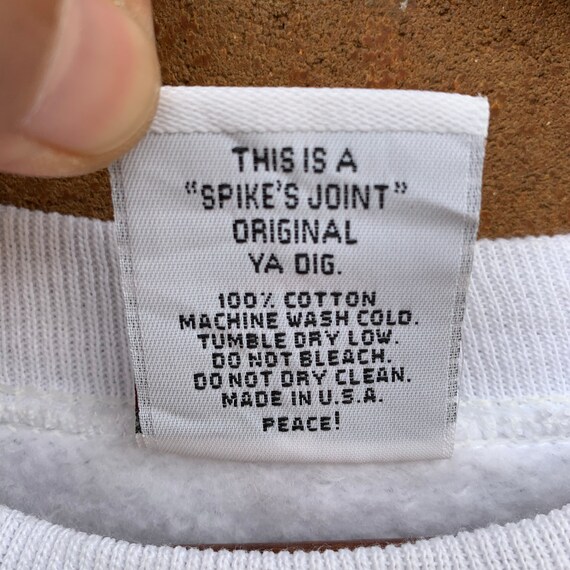 THIS IS A
"SPIKE'S JOINT"
ORIGINAL
YA DIG.
100% COTTON
MACHINE WASH COLD.
TUMBLE DRY LOW.
DO NOT BLEACH.
DO NOT DRY CLEAN.
MADE IN U.S.A.
PEACE!